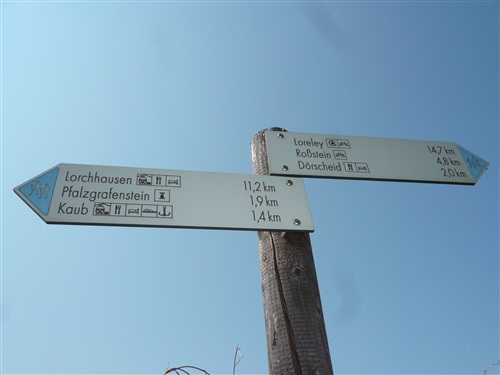 Lorchhausen 11,2 km
Pfalzgrafenstein 1,9 km
Kaub 1,4 km
Loreley 14,7 km
Roßstein 4,8 km
Dörscheid 2,0 km